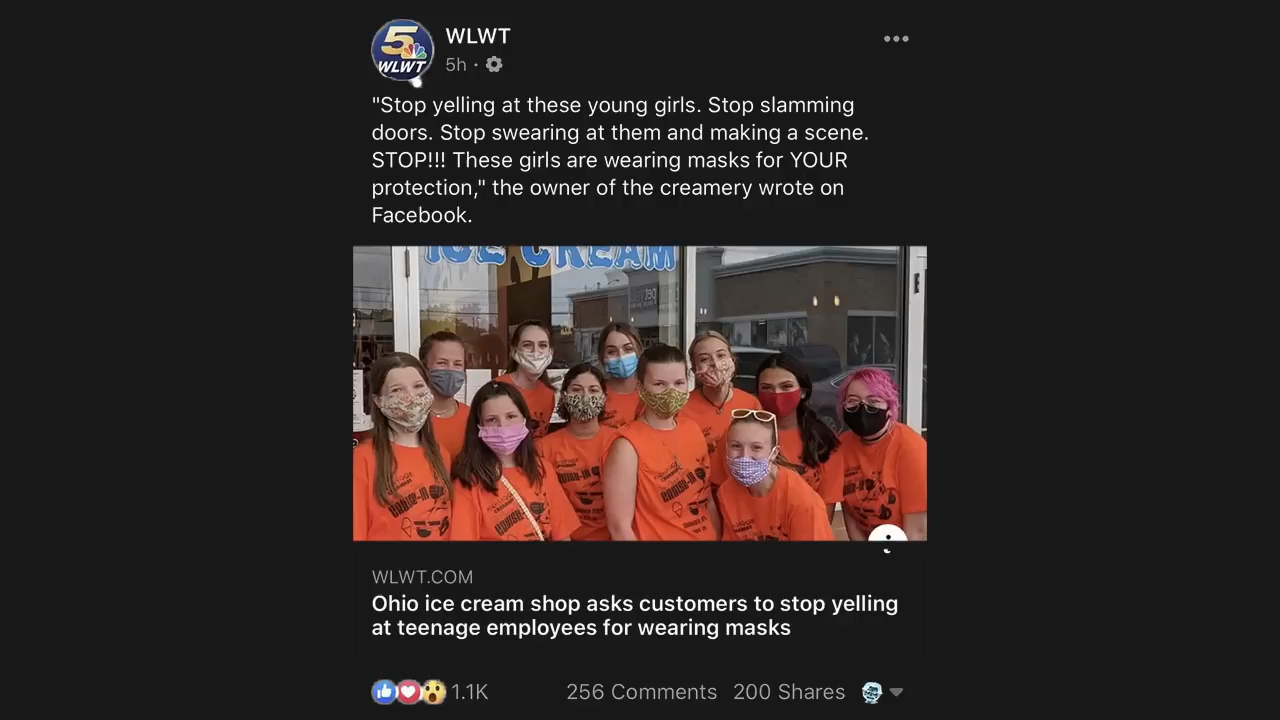 5
WLWT
WLWT
5h ·
"Stop yelling at these young girls. Stop slamming
doors. Stop swearing at them and making a scene.
STOP!!! These girls are wearing masks for YOUR
protection," the owner of the creamery wrote on
Facebook.
ICE CREAM
WLWT.COM
Ohio ice cream shop asks customers to stop yelling
at teenage employees for wearing masks
1.1K
256 Comments
200 Shares